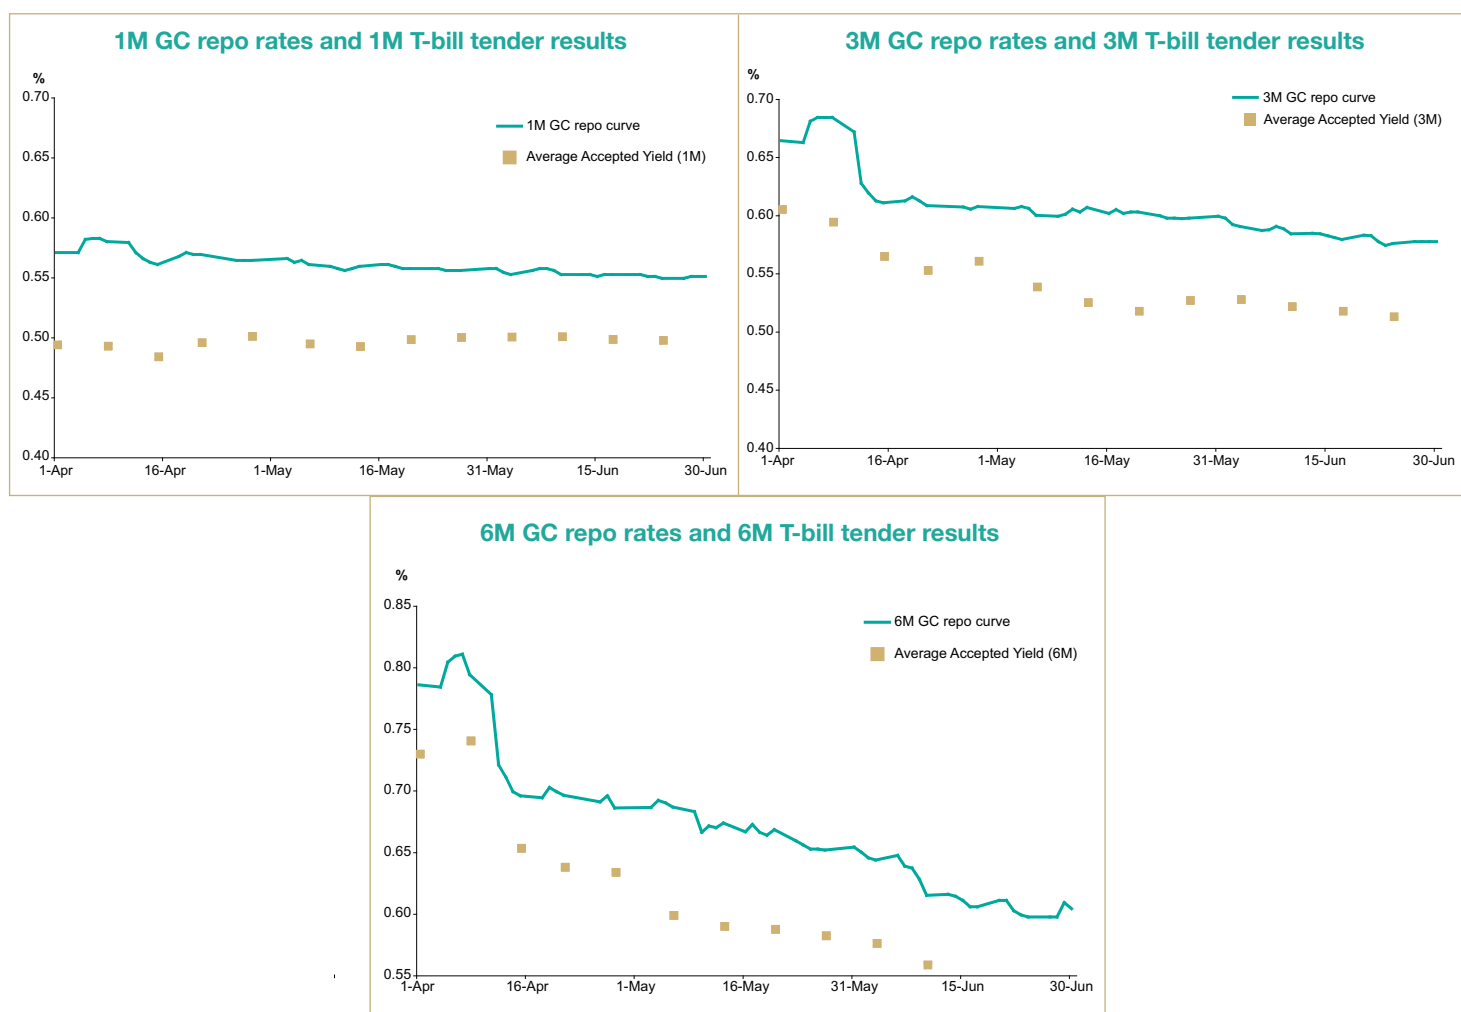 1M GC repo rates and 1M T-bill tender results
%
0.70
0.65
0.60
0.55
0.50
0.45
0.40
1-Apr 16-Apr 1-May 16-May 31-May 15-Jun 30-Jun
1M GC repo curve
Average Accepted Yield (1M)
3M GC repo rates and 3M T-bill tender results
%
0.70
0.65
0.60
0.55
0.50
0.45
0.40
1-Apr 16-Apr 1-May 16-May 31-May 15-Jun 30-Jun
3M GC repo curve
Average Accepted Yield (3M)
6M GC repo rates and 6M T-bill tender results
%
0.85
0.80
0.75
0.70
0.65
0.60
0.55
1-Apr 16-Apr 1-May 16-May 31-May 15-Jun 30-Jun
6M GC repo curve
Average Accepted Yield (6M)